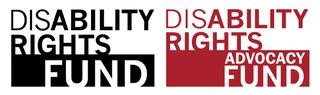 DISABILITY
RIGHTS
FUND
DISABILITY
RIGHTS
ADVOCACY
FUND